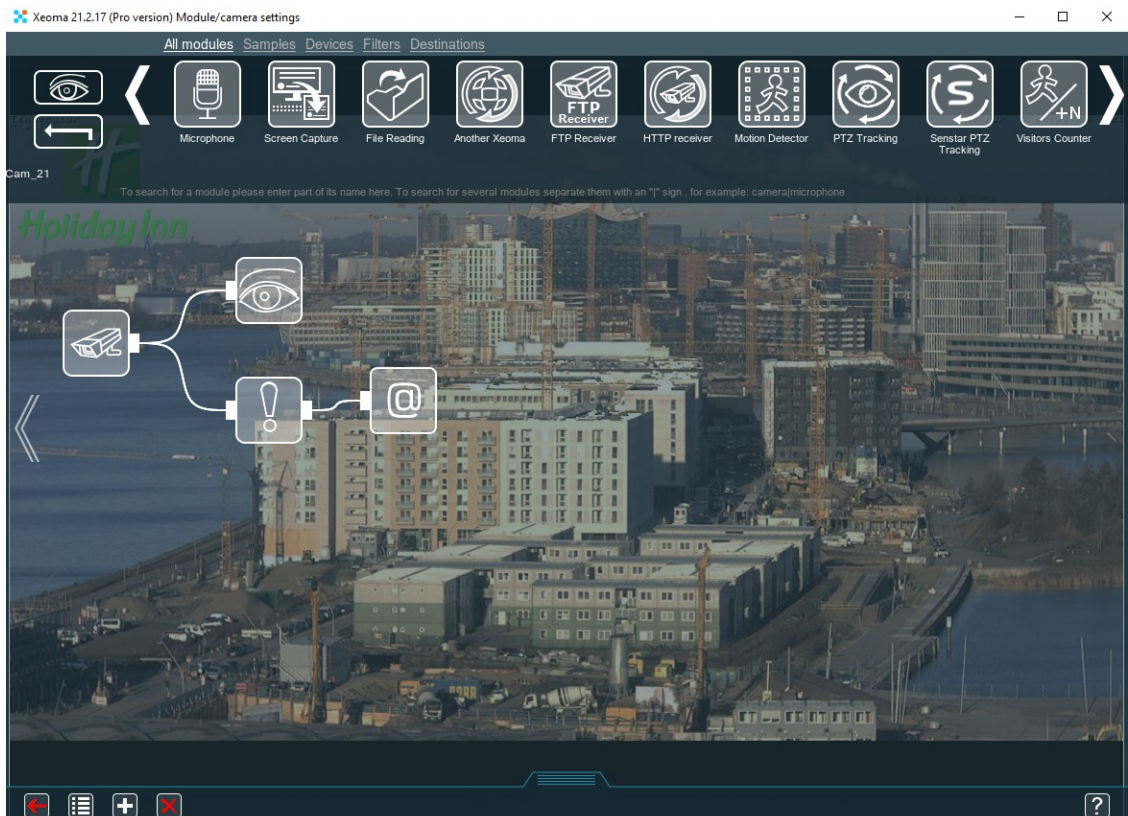 Xeoma 21.2.17 (Pro version) Module/camera settings
All modules Samples Devices Filters Destinations
FTP
Receiver
S
+N
Microphone Screen Capture File Reading Another Xeoma FTP Receiver HTTP receiver Motion Detector PTZ Tracking Senstar PTZ Tracking Visitors Counter
H
Cam_21
To search for a module please enter part of its name here. To search for several modules separate them with an "|" sign , for example: camera|microphone
Holiday Inn
!
@
?